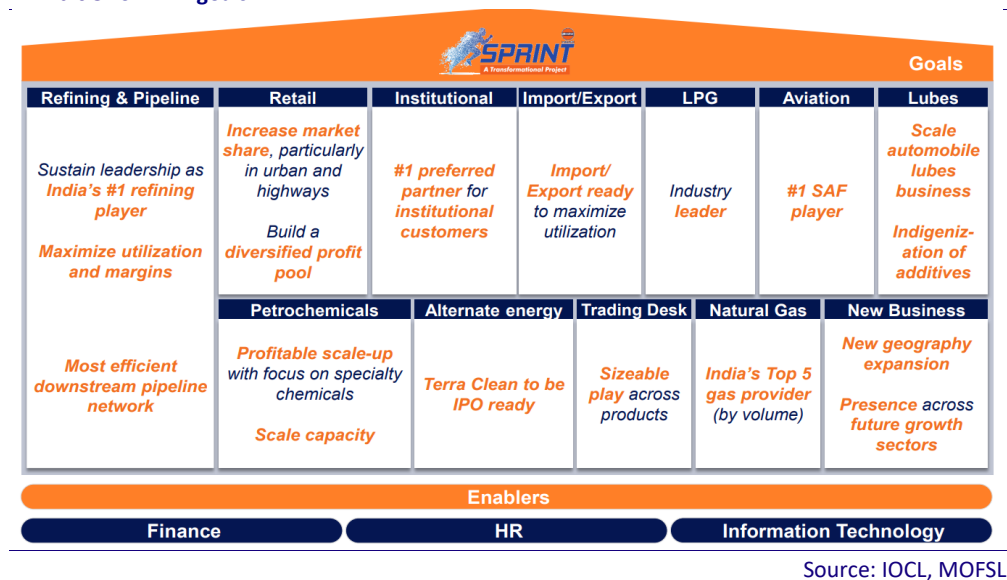 SPRINT
A Transformational Project
Goals
Refining & Pipeline
Sustain leadership as
India's #1 refining
player
Maximize utilization
and margins
Most efficient
downstream pipeline
network
Retail
Increase market
share, particularly
in urban and
highways
Build a
diversified profit
pool
Institutional
#1 preferred
partner for
institutional
customers
Import/Export
Import/
Export ready
to maximize
utilization
LPG
Industry
leader
Aviation
#1 SAF
player
Lubes
Scale
automobile
lubes
business
Indigeniz-
ation of
additives
Petrochemicals
Profitable scale-up
with focus on specialty
chemicals
Scale capacity
Alternate energy
Terra Clean to be
IPO ready
Trading Desk
Sizeable
play across
products
Natural Gas
India's Top 5
gas provider
(by volume)
New Business
New geography
expansion
Presence across
future growth
sectors
Enablers
Finance
HR
Information Technology
Source: IOCL, MOFSL